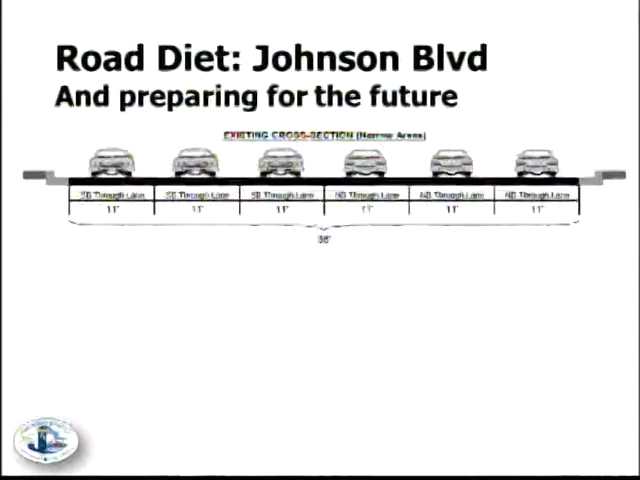 Road Diet: Johnson Blvd
And preparing for the future
EXISTING CROSS-SECTION (Narrow Area)
SB Through Lane SB Through Lane SB Through Lane NB Through Lane NB Through Lane NB Through Lane
11' 11' 11' 11' 11' 11'